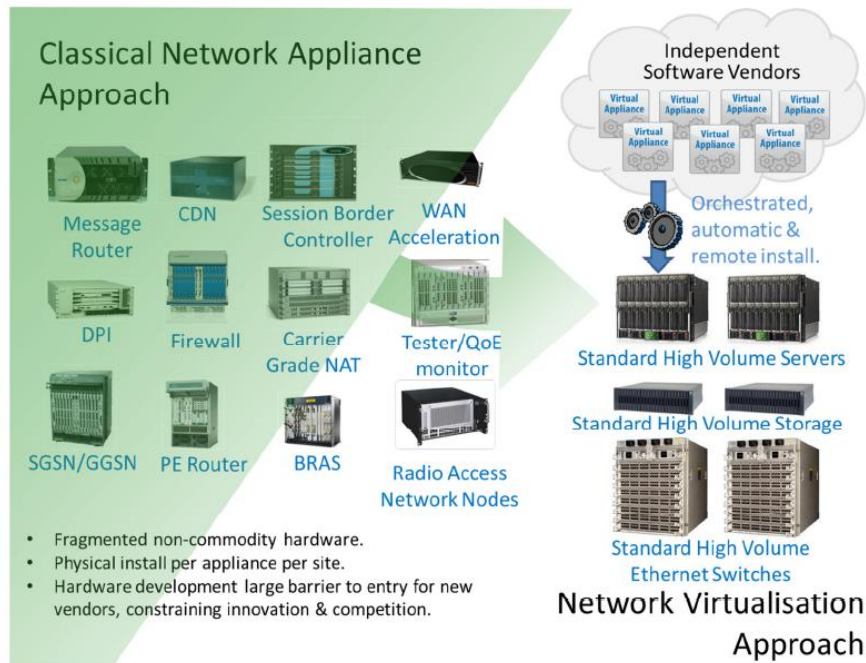 Classical Network Appliance
Approach
Message
Router
CDN
Session Border
Controller
WAN
Acceleration
DPI
Firewall
Carrier
Grade NAT
Tester/QoE
monitor
SGSN/GGSN
PE Router
BRAS
Radio Access
Network Nodes
• Fragmented non-commodity hardware.
• Physical install per appliance per site.
• Hardware development large barrier to entry for new
vendors, constraining innovation & competition.
Independent
Software Vendors
Virtual
Appliance
Virtual
Appliance
Virtual
Appliance
Virtual
Appliance
Virtual
Appliance
Virtual
Appliance
Virtual
Appliance
Orchestrated,
automatic &
remote install.
Standard High Volume Servers
Standard High Volume Storage
Standard High Volume
Ethernet Switches
Network Virtualisation
Approach